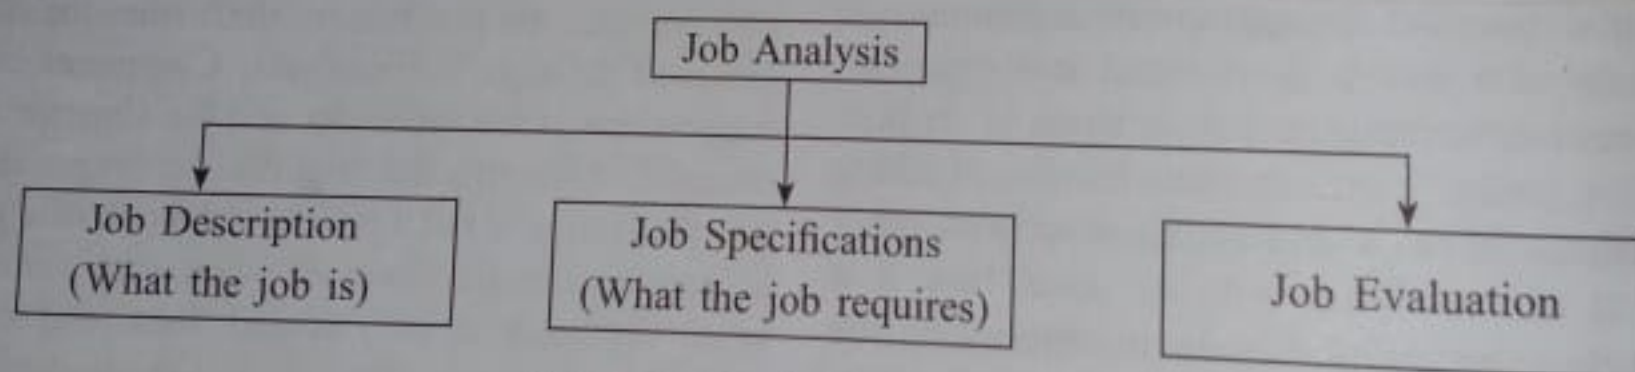 Job Analysis
Job Description
(What the job is)
Job Specifications
(What the job requires)
Job Evaluation